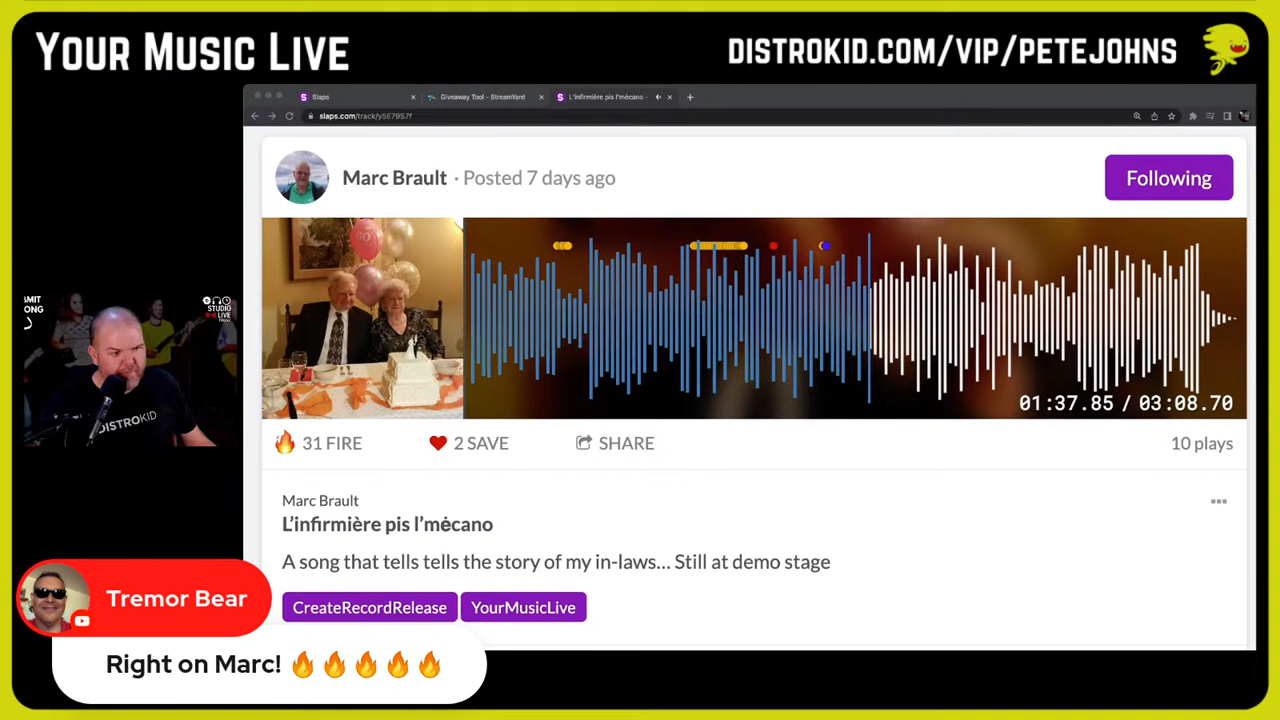 YOUR MUSIC LIVE
DISTROKID.COM/VIP/PETEJOHNS
Slaps
Giveaway Tool - StreamYard
L'infirmière pis l'mécano -
slaps.com/track/y5E79S7f
Marc Brault · Posted 7 days ago
Following
01:37.85 / 03:08.70
31 FIRE
2 SAVE
SHARE
10 plays
Marc Brault
L'infirmière pis l'mėcano
A song that tells tells the story of my in-laws... Still at demo stage
CreateRecordRelease
YourMusicLive
STUDIO
LIVE
DISTROKID
Tremor Bear
Right on Marc! 🔥🔥🔥🔥🔥